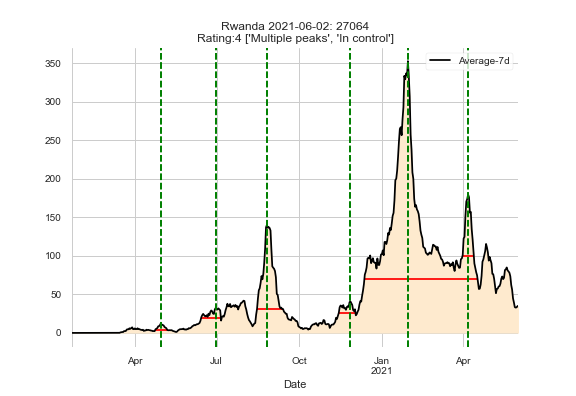 Rwanda 2021-06-02: 27064
Rating:4 ['Multiple peaks', 'In control']
Average-7d
350
300
250
200
150
100
50
0
Apr
Jul
Oct
Jan
2021
Apr
Date